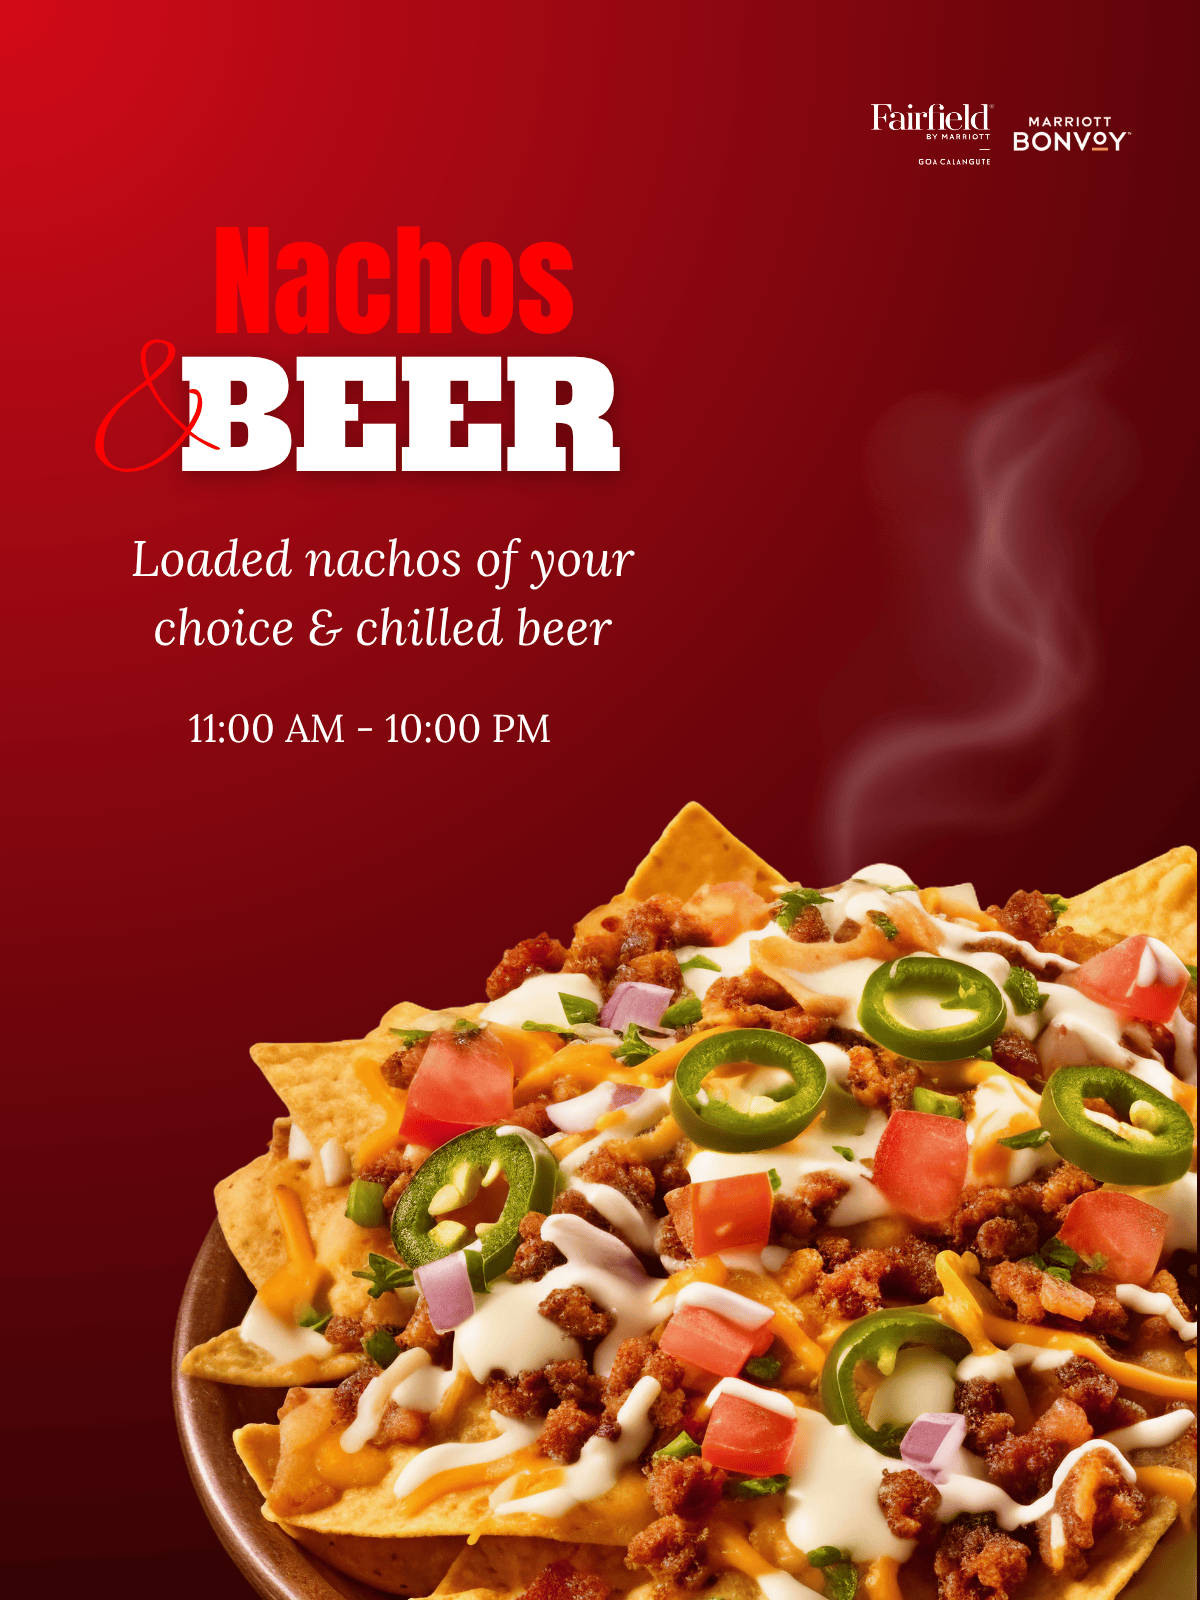 Fairfield
BY MARRIOTT
GOA CALANGUTE
MARRIOTT
BONVOY
Nachos
& BEER
Loaded nachos of your
choice & chilled beer
11:00 AM - 10:00 PM